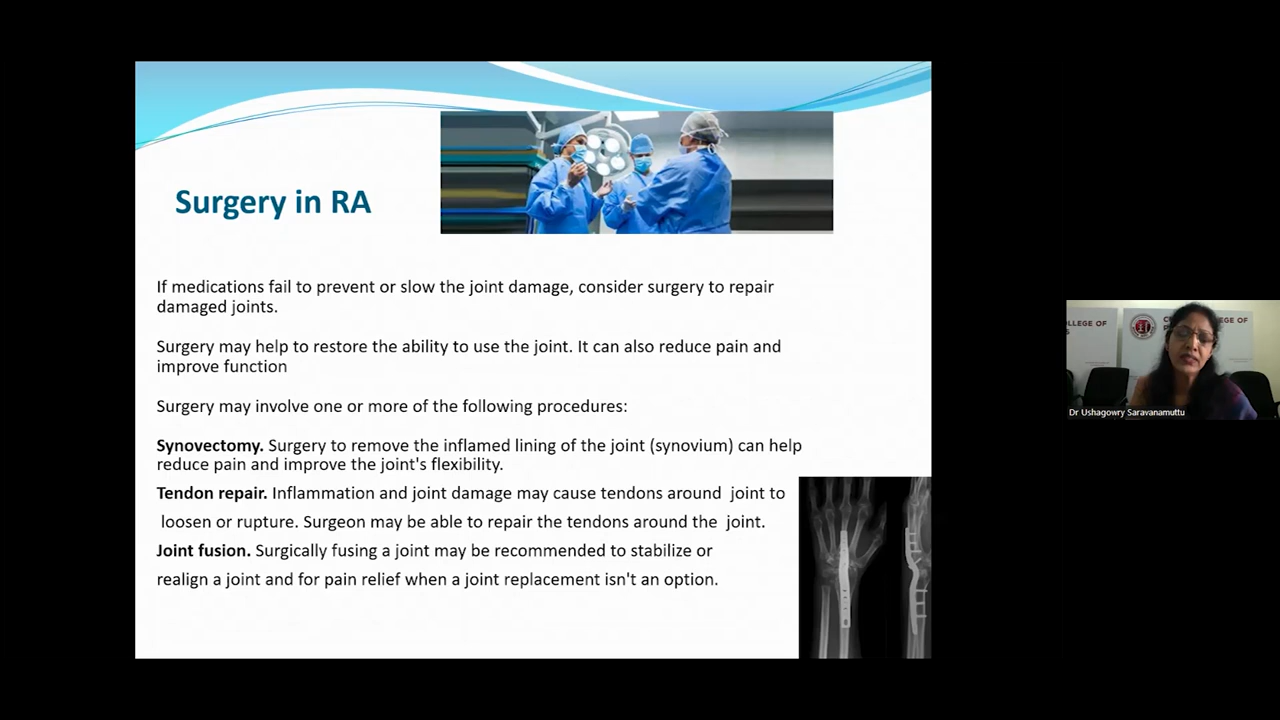 Surgery in RA
If medications fail to prevent or slow the joint damage, consider surgery to repair
damaged joints.
Surgery may help to restore the ability to use the joint. It can also reduce pain and
improve function
Surgery may involve one or more of the following procedures:
Synovectomy. Surgery to remove the inflamed lining of the joint (synovium) can help
reduce pain and improve the joint's flexibility.
Tendon repair. Inflammation and joint damage may cause tendons around joint to
loosen or rupture. Surgeon may be able to repair the tendons around the joint.
Joint fusion. Surgically fusing a joint may be recommended to stabilize or
realign a joint and for pain relief when a joint replacement isn't an option.
OLLEGE OF
EGE OF
Dr Ushagowry Saravanamuttu